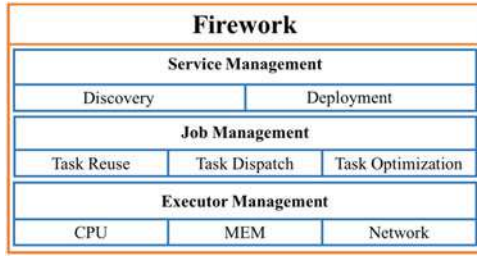 Firework
Service Management
Discovery Deployment
Job Management
Task Reuse Task Dispatch Task Optimization
Executor Management
CPU MEM Network